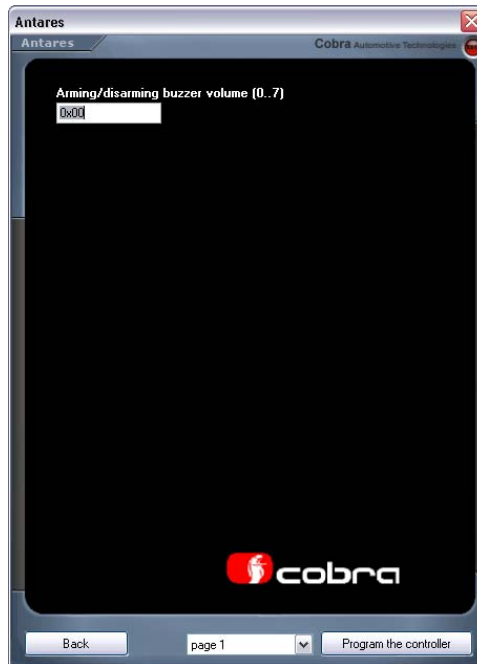 Antares
Antares
Cobra Automotive Technologies
Arming/disarming buzzer volume (0..7)
0x00
cobra
Back
page 1
Program the controller